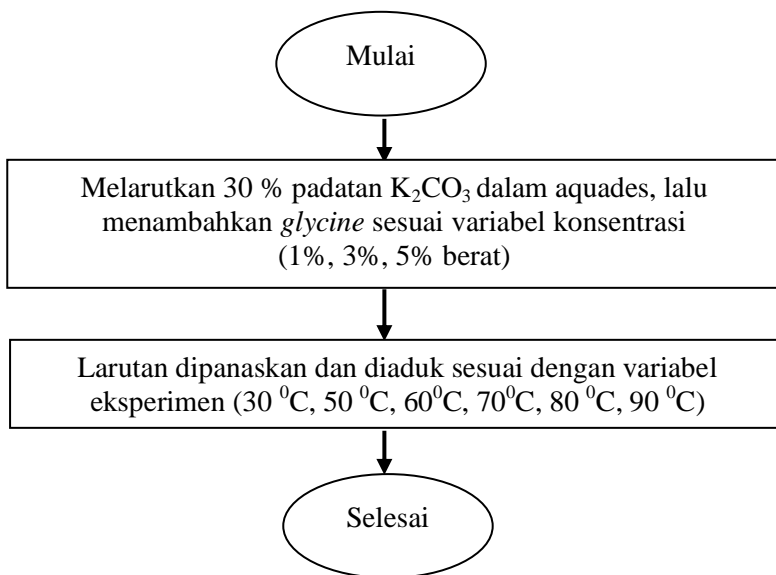 Mulai
Melarutkan 30 % padatan K₂CO₃ dalam aquades, lalu
menambahkan glycine sesuai variabel konsentrasi
(1%, 3%, 5% berat)
Larutan dipanaskan dan diaduk sesuai dengan variabel
eksperimen (30 ⁰C, 50 ⁰C, 60⁰C, 70⁰C, 80 ⁰C, 90 ⁰C)
Selesai